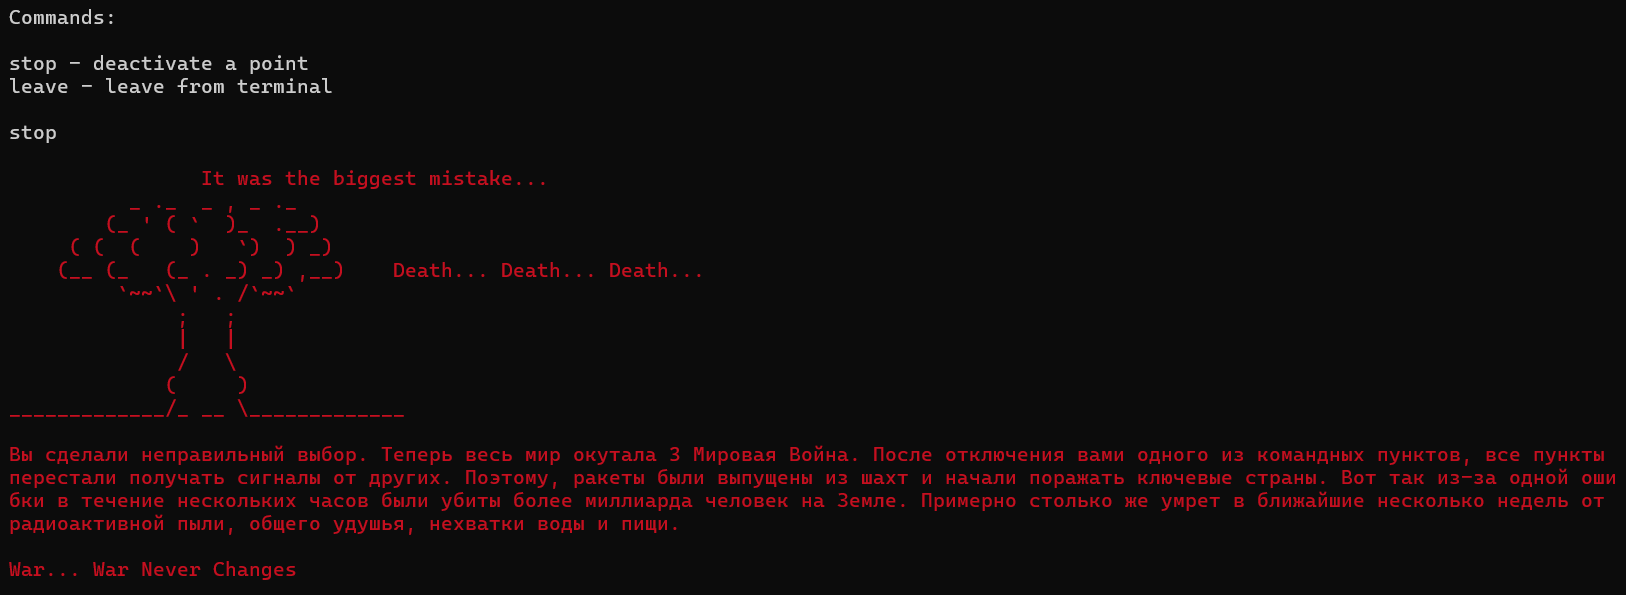 Commands:
stop - deactivate a point
leave - leave from terminal
stop
It was the biggest mistake...
Death... Death... Death...
Вы сделали неправильный выбор. Теперь весь мир окутала 3 Мировая Война. После отключения вами одного из командных пунктов, все пункты
перестали получать сигналы от других. Поэтому, ракеты были выпущены из шахт и начали поражать ключевые страны. Вот так из-за одной оши
бки в течение нескольких часов были убиты более миллиарда человек на Земле. Примерно столько же умрет в ближайшие несколько недель от
радиоактивной пыли, общего удушья, нехватки воды и пищи.
War... War Never Changes